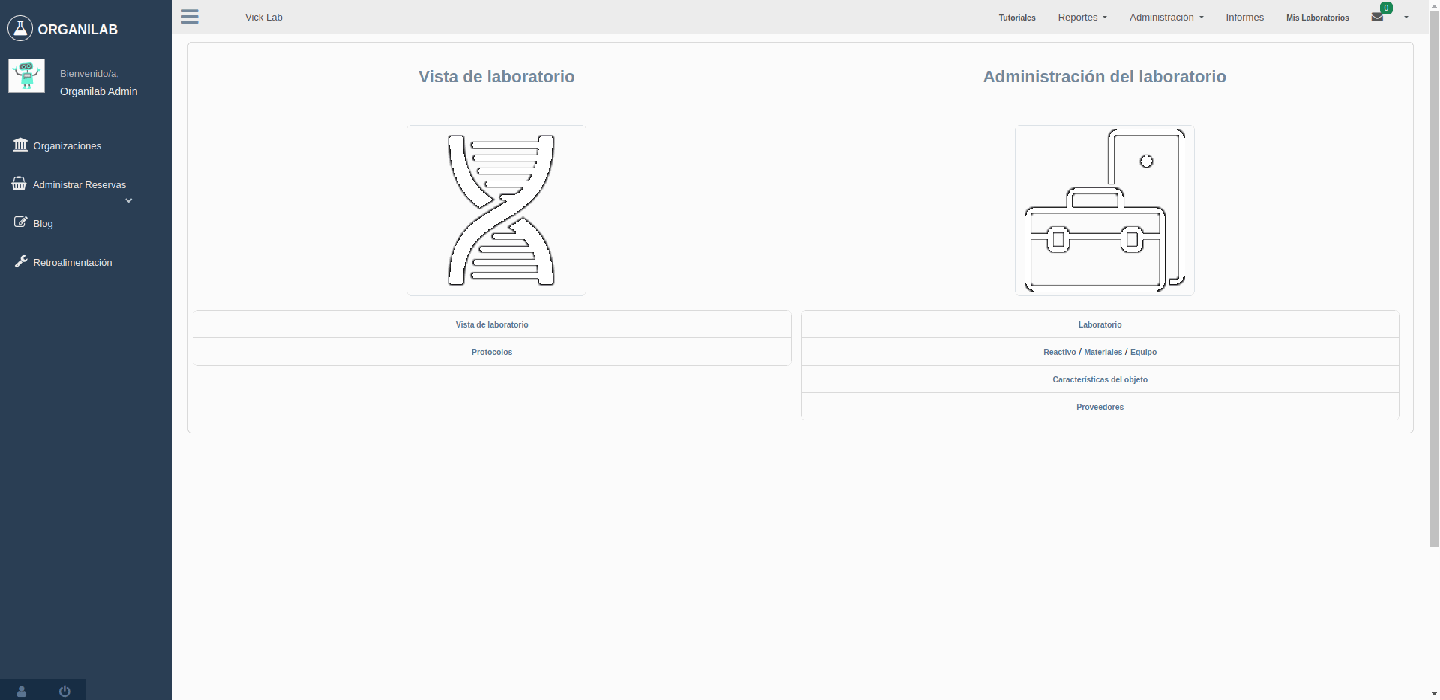 ORGANILAB
Bienvenido/a,
Organilab Admin
Organizaciones
Administrar Reservas
Blog
Retroalimentación
Vick Lab
Tutoriales
Reportes
Administración
Informes
Mis Laboratorios
0
Vista de laboratorio
Vista de laboratorio
Protocolos
Administración del laboratorio
Laboratorio
Reactivo / Materiales / Equipo
Características del objeto
Proveedores